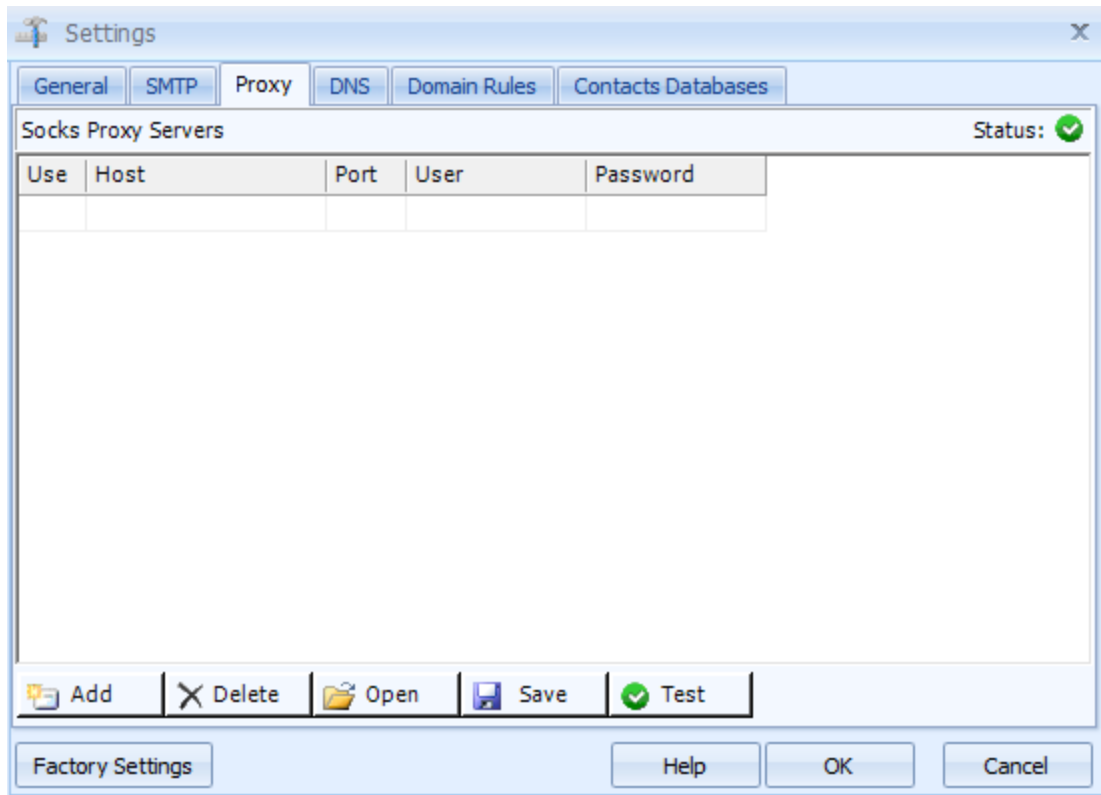 Settings
General SMTP Proxy DNS Domain Rules Contacts Databases
Socks Proxy Servers Status:
Use Host Port User Password
Add Delete Open Save Test
Factory Settings Help OK Cancel